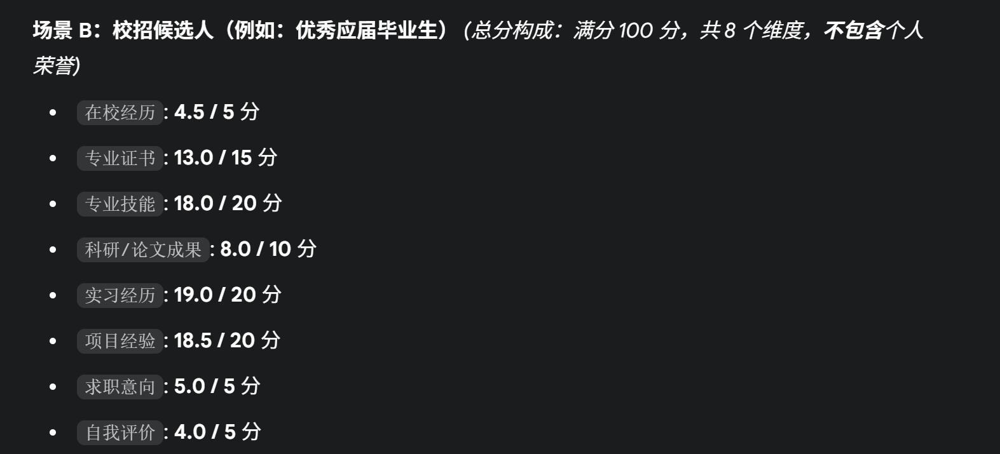 场景 B：校招候选人（例如：优秀应届毕业生） (总分构成：满分 100 分，共 8 个维度，不包含个人
荣誉)
• 在校经历 : 4.5 / 5 分
• 专业证书 : 13.0 / 15 分
• 专业技能 : 18.0 / 20 分
• 科研/论文成果 : 8.0 / 10 分
• 实习经历 : 19.0 / 20 分
• 项目经验 : 18.5 / 20 分
• 求职意向 : 5.0 / 5 分
• 自我评价 : 4.0 / 5 分